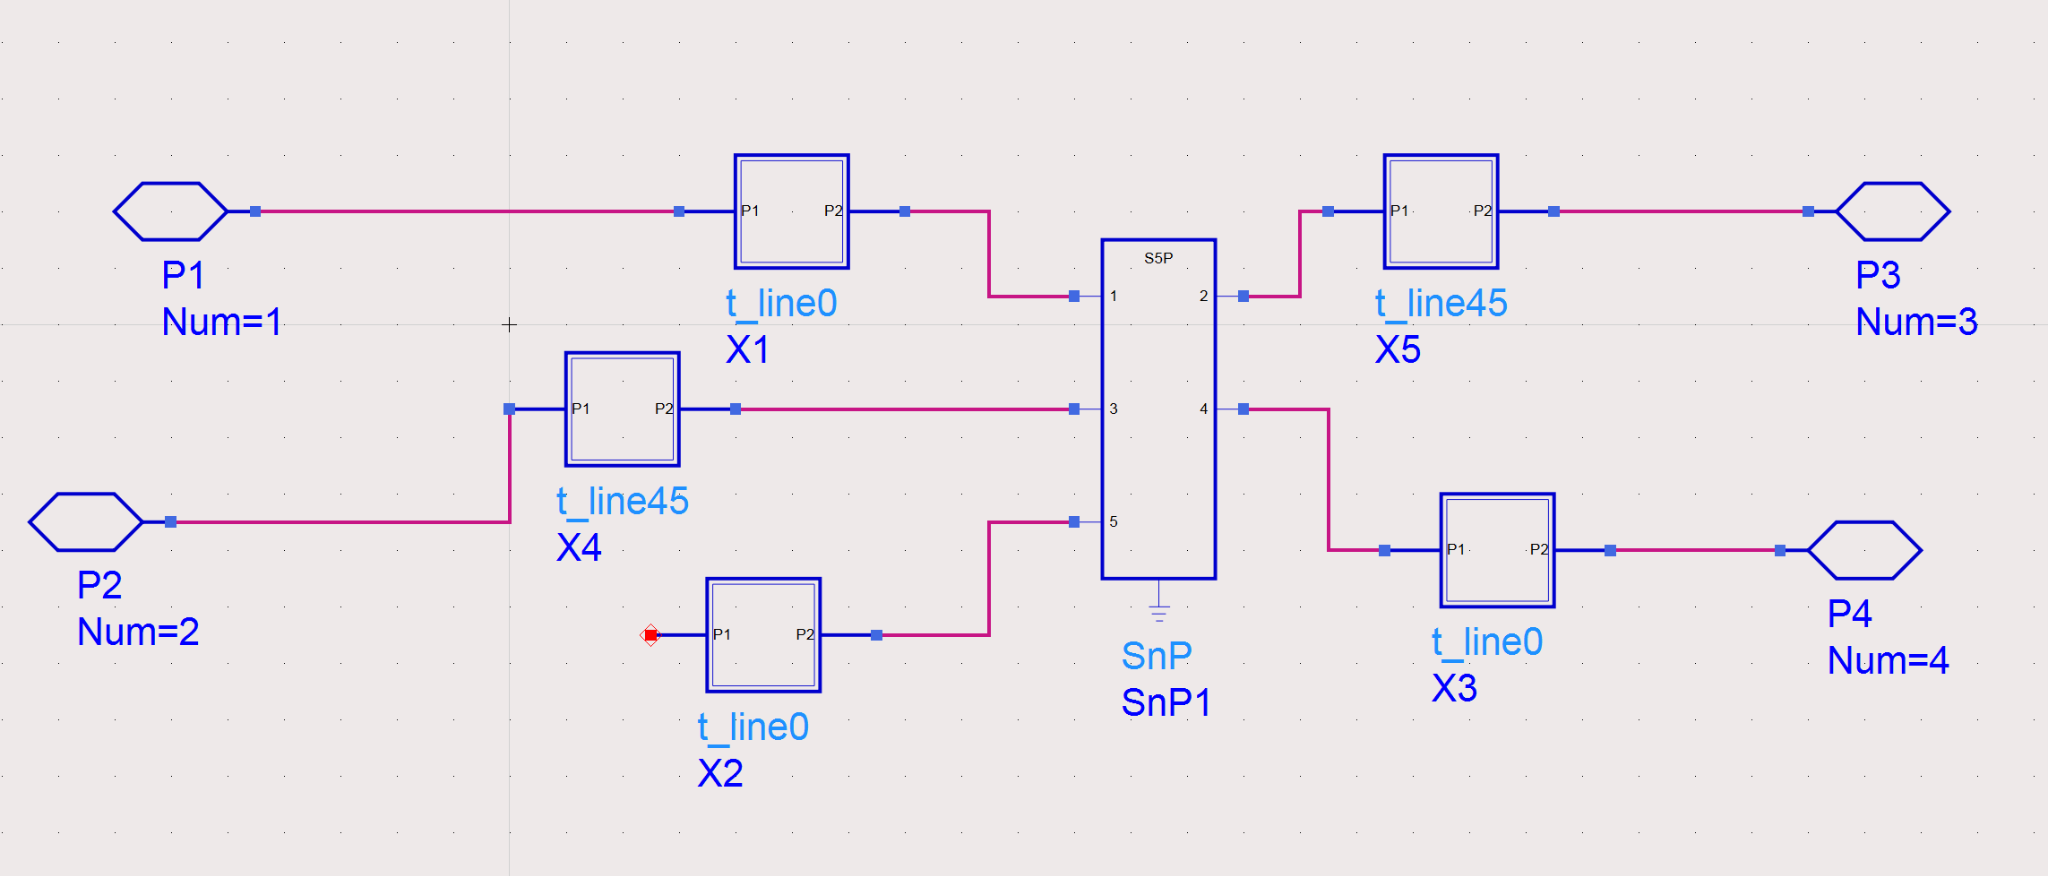 P1
P2
P1
P2
S5P
1
2
P1
Num=1
t_line0
X1
t_line45
X5
P3
Num=3
P1
P2
3
4
t_line45
X4
5
P1
P2
P2
Num=2
P1
P2
t_line0
X2
SnP
SnP1
t_line0
X3
P4
Num=4